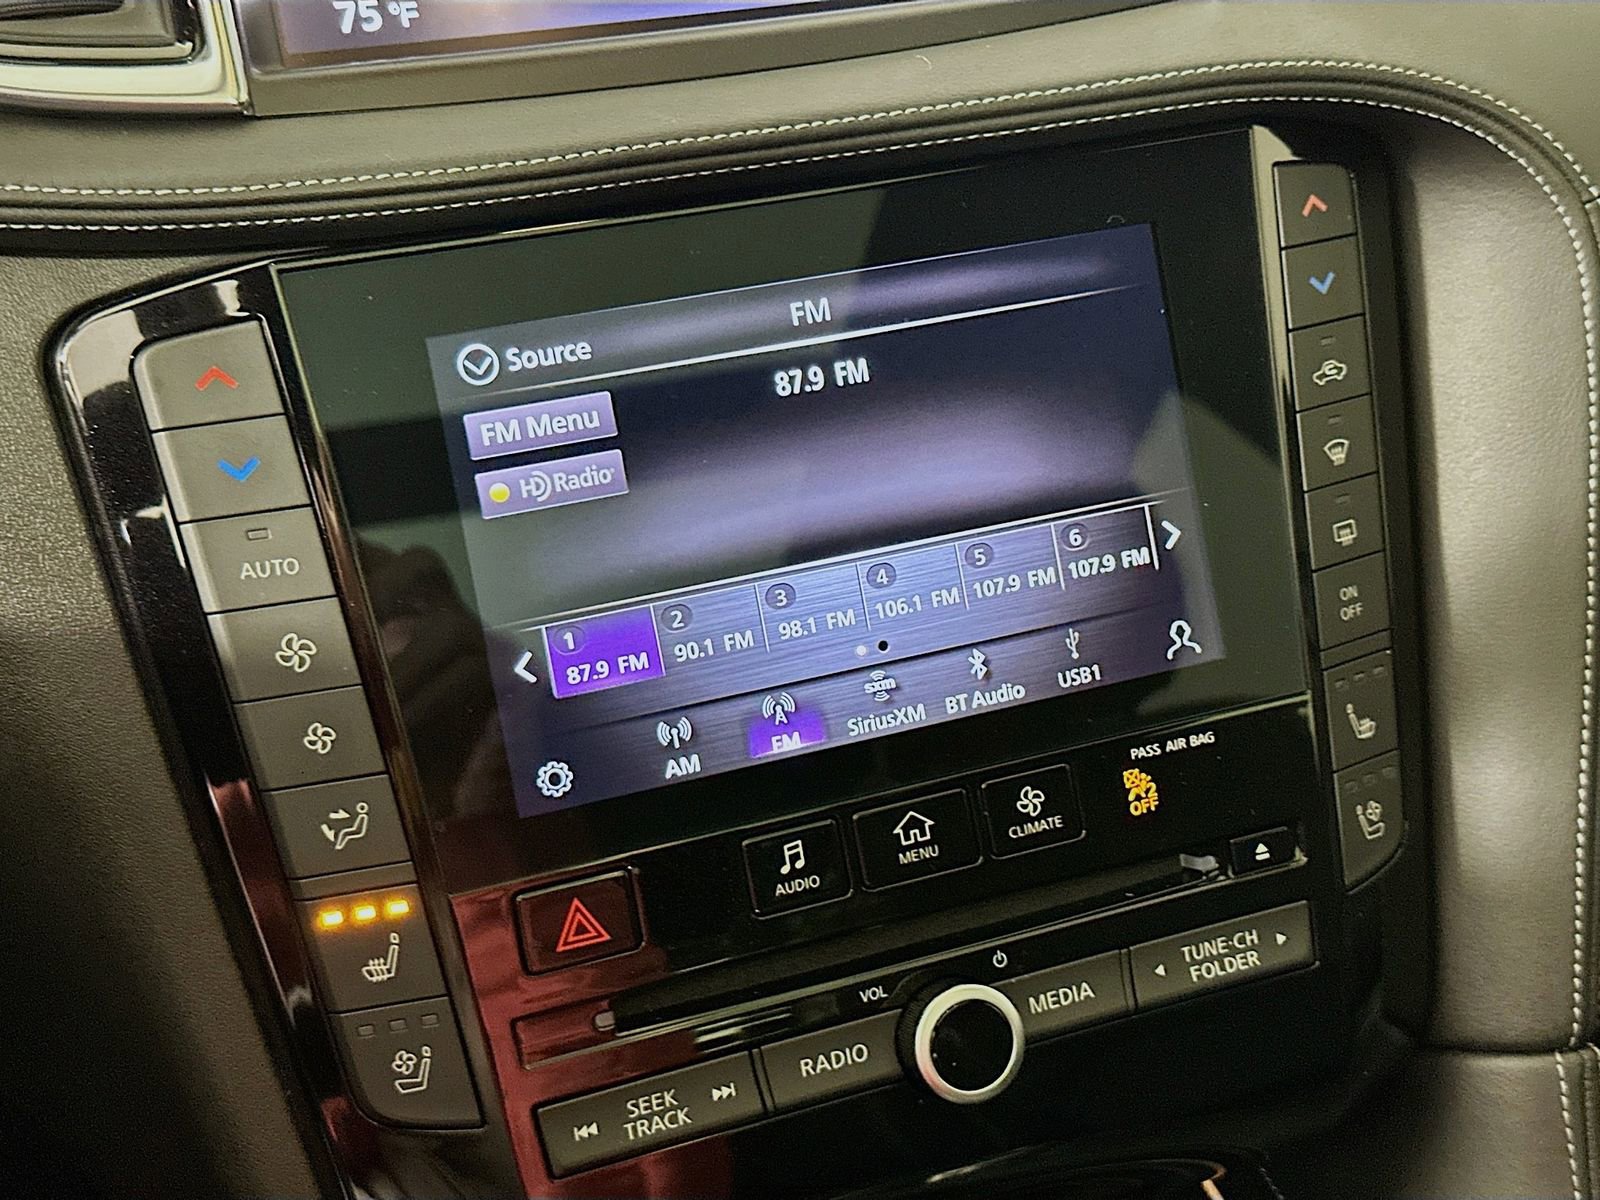 75 °F
FM
Source
87.9 FM
FM Menu
HD Radio
1
87.9 FM
2
90.1 FM
3
98.1 FM
4
106.1 FM
5
107.9 FM
6
107.9 FM
AM
FM
sxm
SiriusXM
BT Audio
USB1
AUTO
ON
OFF
PASS AIR BAG
2
OFF
AUDIO
MENU
CLIMATE
VOL
RADIO
MEDIA
TUNE·CH
FOLDER
SEEK
TRACK